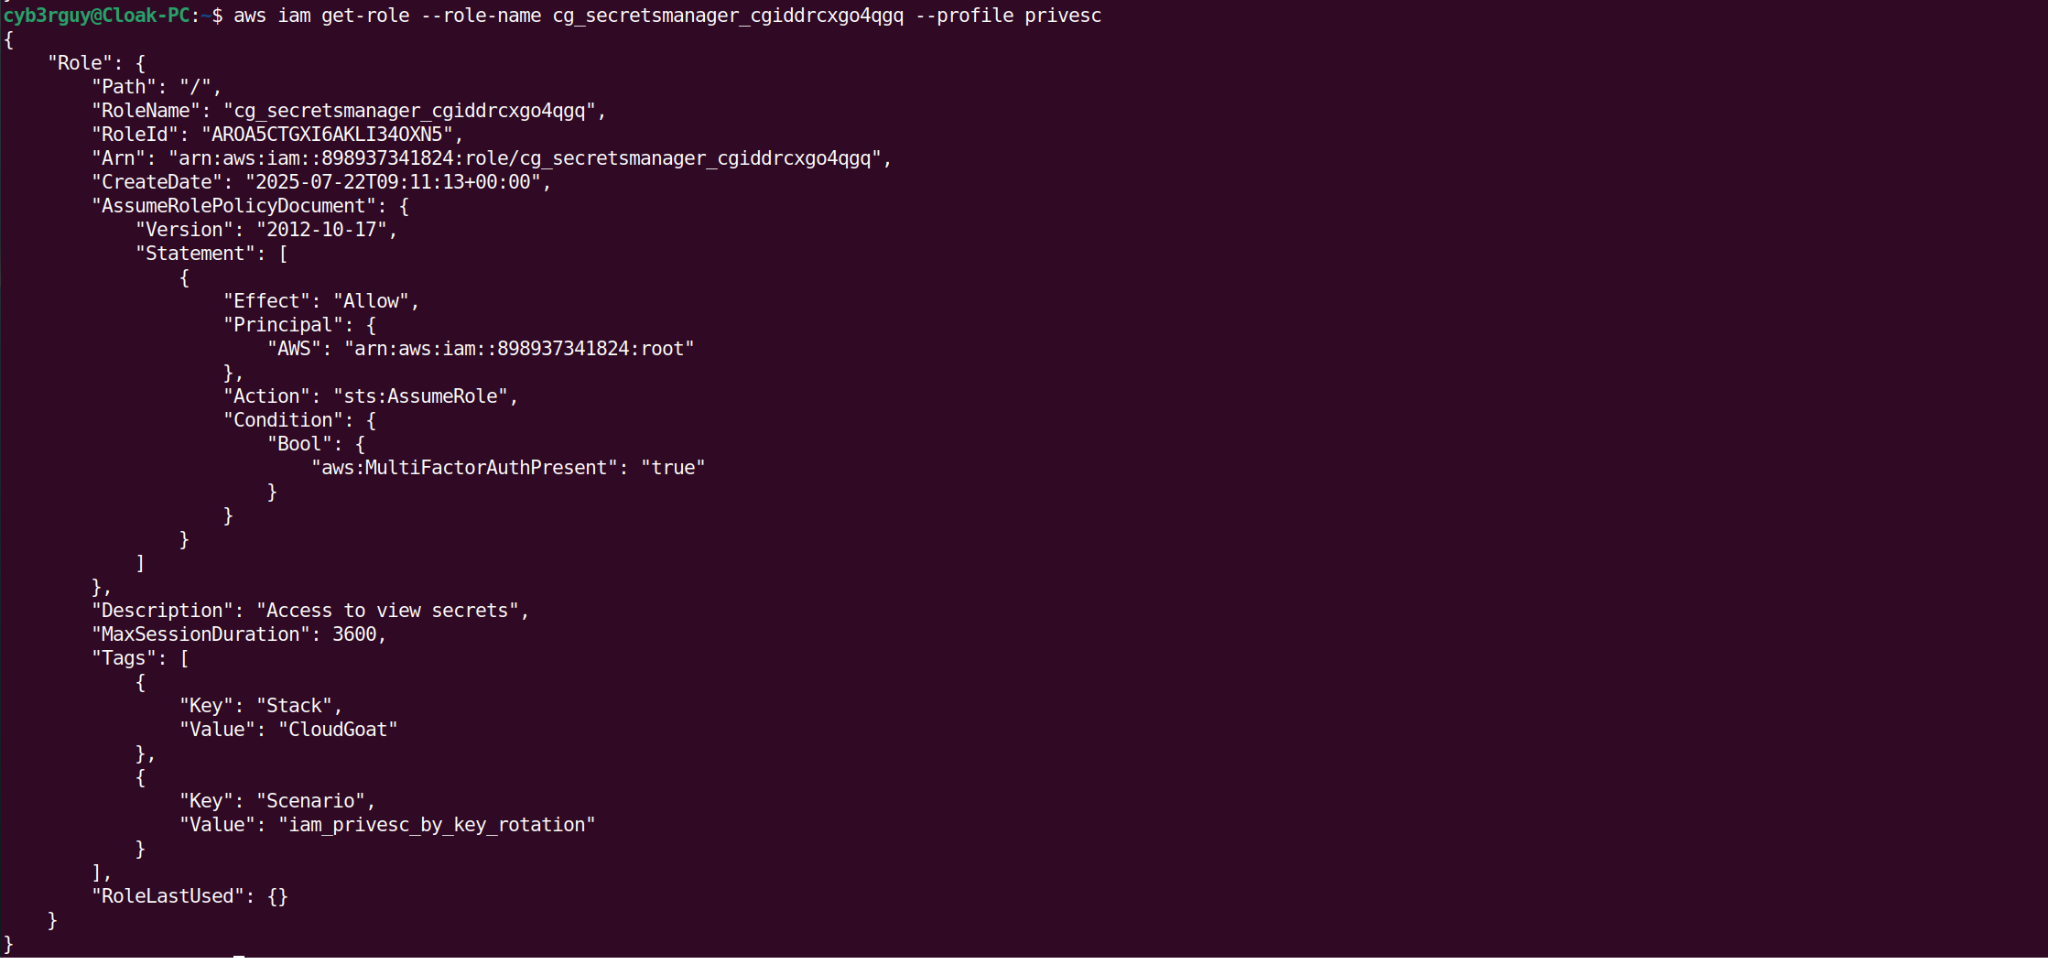 cyb3rguy@Cloak-PC:~$ aws iam get-role --role-name cg_secretsmanager_cgiddrcxgo4qgq --profile privesc
{
    "Role": {
        "Path": "/",
        "RoleName": "cg_secretsmanager_cgiddrcxgo4qgq",
        "RoleId": "AROA5CTGXI6AKLI34OXN5",
        "Arn": "arn:aws:iam::898937341824:role/cg_secretsmanager_cgiddrcxgo4qgq",
        "CreateDate": "2025-07-22T09:11:13+00:00",
        "AssumeRolePolicyDocument": {
            "Version": "2012-10-17",
            "Statement": [
                {
                    "Effect": "Allow",
                    "Principal": {
                        "AWS": "arn:aws:iam::898937341824:root"
                    },
                    "Action": "sts:AssumeRole",
                    "Condition": {
                        "Bool": {
                            "aws:MultiFactorAuthPresent": "true"
                        }
                    }
                }
            ]
        },
        "Description": "Access to view secrets",
        "MaxSessionDuration": 3600,
        "Tags": [
            {
                "Key": "Stack",
                "Value": "CloudGoat"
            },
            {
                "Key": "Scenario",
                "Value": "iam_privesc_by_key_rotation"
            }
        ],
        "RoleLastUsed": {}
    }
}